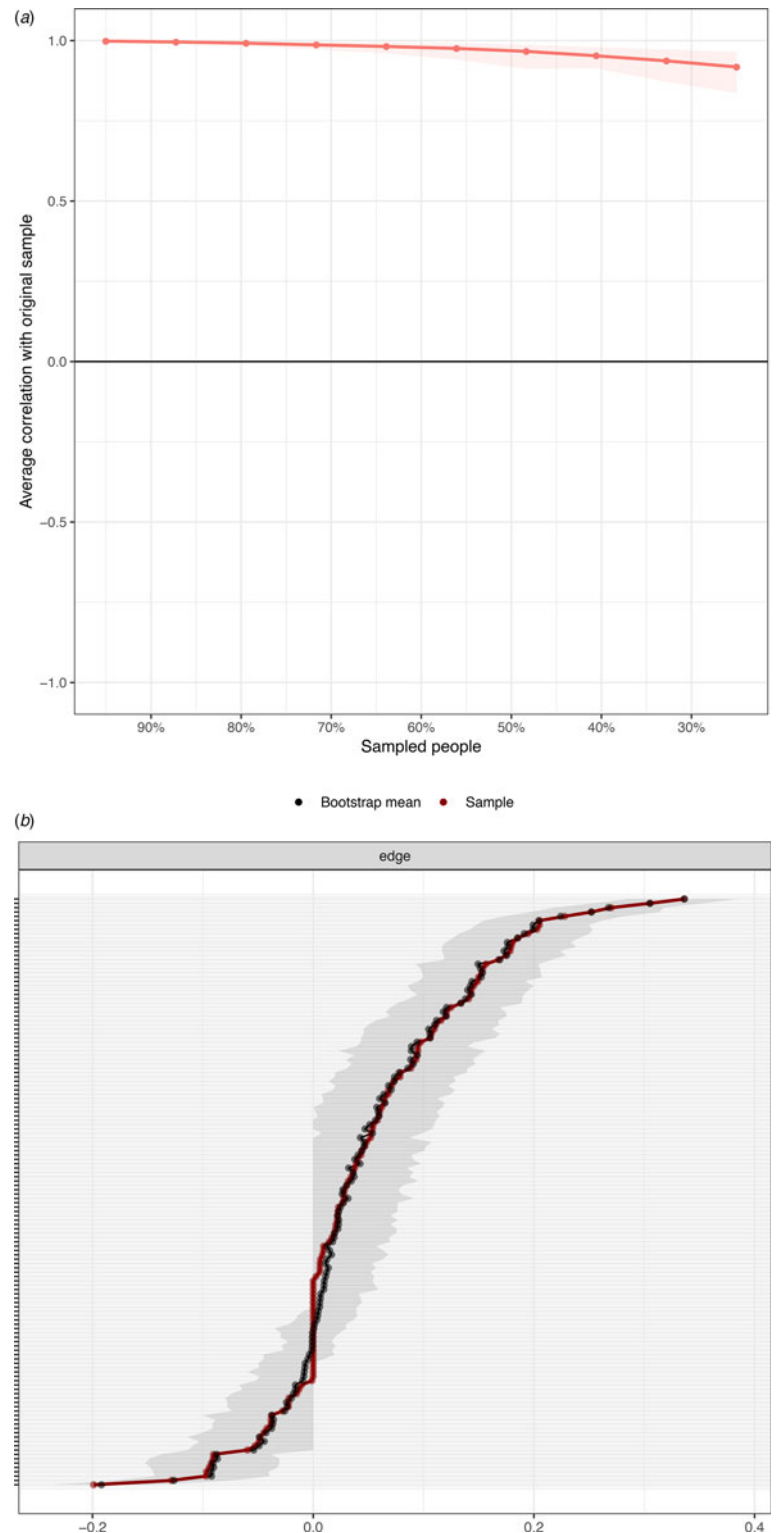 (a)
1.0
0.5
0.0
−0.5
−1.0
Average correlation with original sample
90% 80% 70% 60% 50% 40% 30%
Sampled people
Bootstrap mean Sample
(b)
edge
−0.2 0.0 0.2 0.4